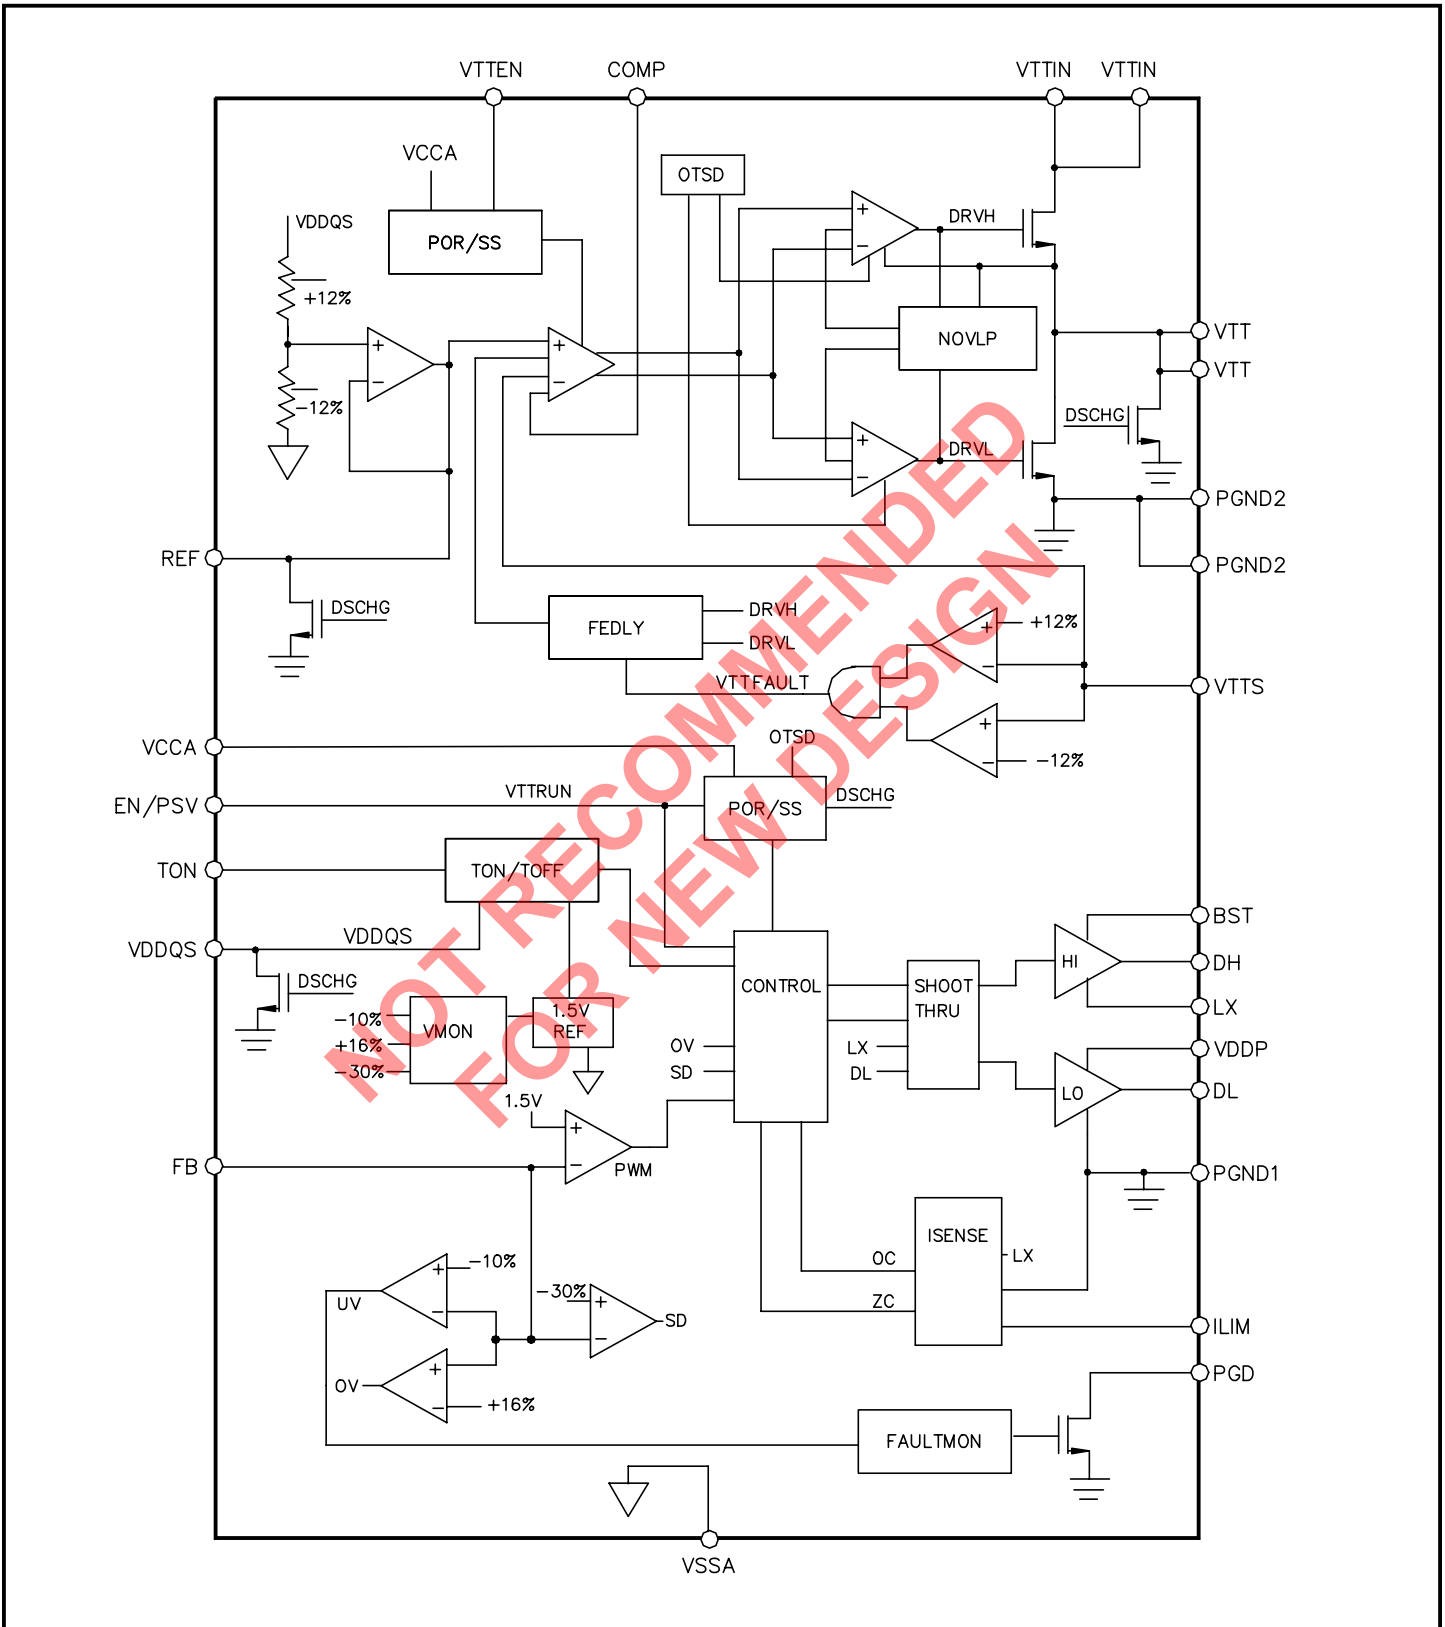 VTTEN
COMP
VTTIN
VTTIN
VCCA
OTSD
VDDQS
POR/SS
+
DRVH
−
+12%
+
−
+
−
NOVLP
VTT
VTT
−12%
DSCHG
+
DRVL
−
PGND2
REF
PGND2
DSCHG
FEDLY
DRVH
DRVL
+
+12%
−
VTTFAULT
VTTS
+
−
−12%
VCCA
OTSD
EN/PSV
VTTRUN
POR/SS
DSCHG
TON
TON/TOFF
BST
VDDQS
VDDQS
HI
DH
DSCHG
CONTROL
SHOOT
THRU
LX
−10%
+16%
−30%
VMON
1.5V
REF
OV
SD
LX
DL
VDDP
LO
DL
1.5V
+
−
PWM
FB
PGND1
ISENSE
LX
OC
ZC
−10%
+
−
UV
−30%
+
−
SD
ILIM
OV
+
−
+16%
PGD
FAULTMON
VSSA
NOT RECOMMENDED
FOR NEW DESIGN